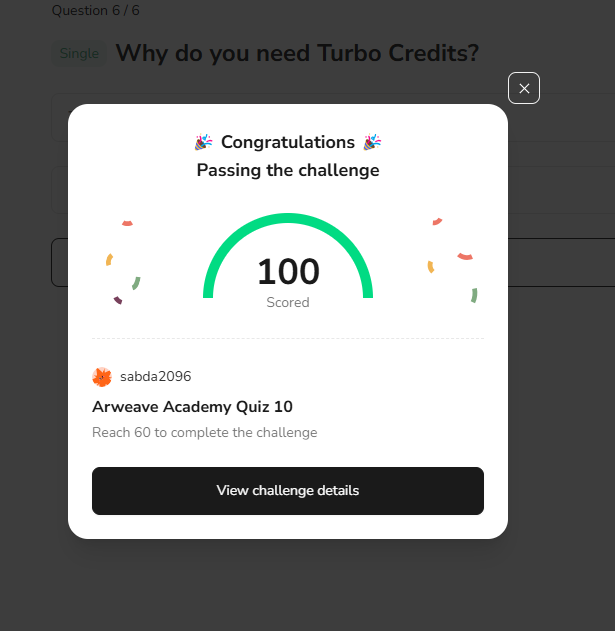 Question 6 / 6
Single Why do you need Turbo Credits?
Congratulations
Passing the challenge
100
Scored
sabda2096
Arweave Academy Quiz 10
Reach 60 to complete the challenge
View challenge details